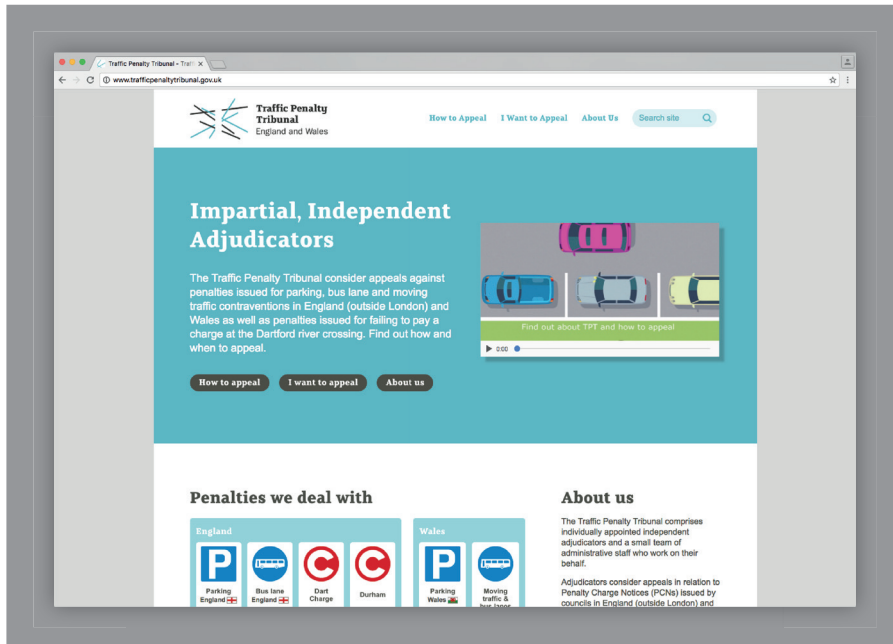 Traffic Penalty Tribunal - Traffi
www.trafficpenaltytribunal.gov.uk
Traffic Penalty
Tribunal
England and Wales
How to Appeal I Want to Appeal About Us Search site
Impartial, Independent
Adjudicators
The Traffic Penalty Tribunal consider appeals against
penalties issued for parking, bus lane and moving
traffic contraventions in England (outside London) and
Wales as well as penalties issued for failing to pay a
charge at the Dartford river crossing. Find out how and
when to appeal.
Find out about TPT and how to appeal
0:00
How to appeal I want to appeal About us
Penalties we deal with
England
P
Parking
England
Bus lane
England
C
Dart
Charge
C
Durham
Wales
P
Parking
Wales
Moving
traffic &
bus lanes
About us
The Traffic Penalty Tribunal comprises
individually appointed independent
adjudicators and a small team of
administrative staff who work on their
behalf.
Adjudicators consider appeals in relation to
Penalty Charge Notices (PCNs) issued by
councils in England (outside London) and